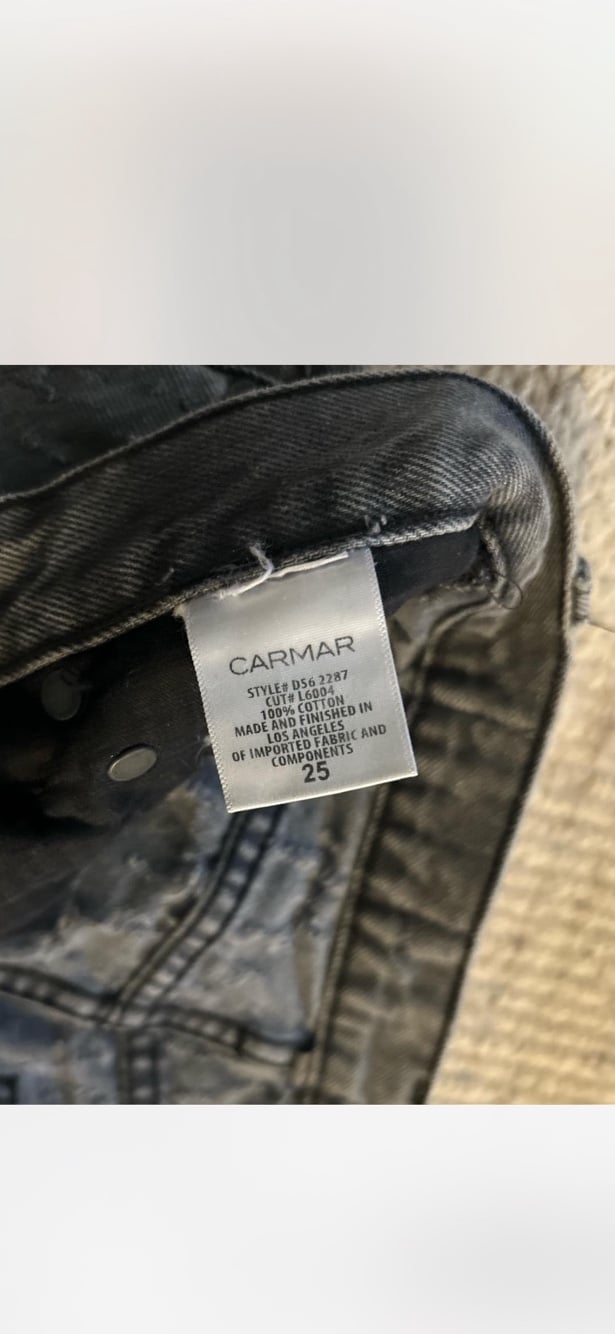 CARMAR
STYLE# DS6 2287
CUT# L6004
100% COTTON
MADE AND FINISHED IN
LOS ANGELES
OF IMPORTED FABRIC AND
COMPONENTS
25